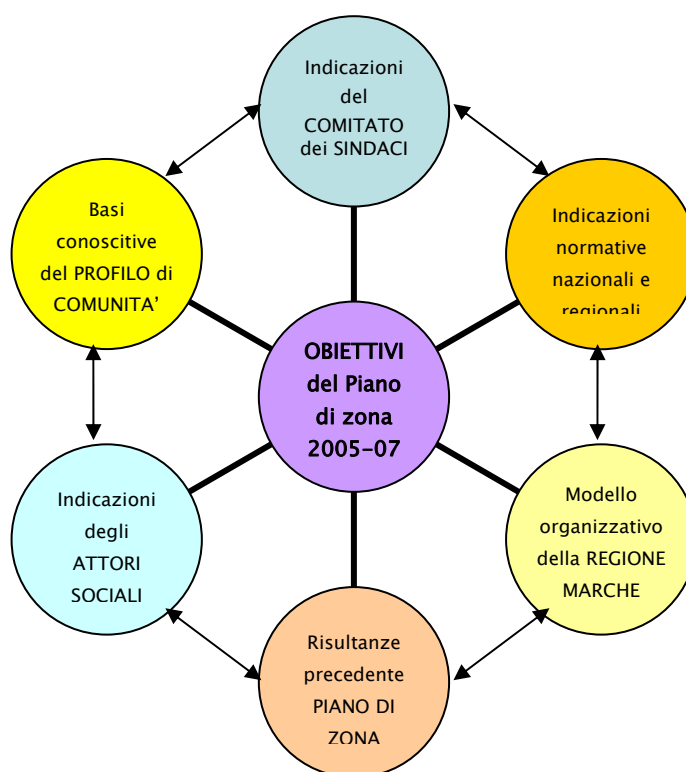 Indicazioni
del
COMITATO
dei SINDACI
Basi
conoscitive
del PROFILO di
COMUNITA’
Indicazioni
normative
nazionali e
regionali
OBIETTIVI
del Piano
di zona
2005-07
Indicazioni
degli
ATTORI
SOCIALI
Modello
organizzativo
della REGIONE
MARCHE
Risultanze
precedente
PIANO DI
ZONA